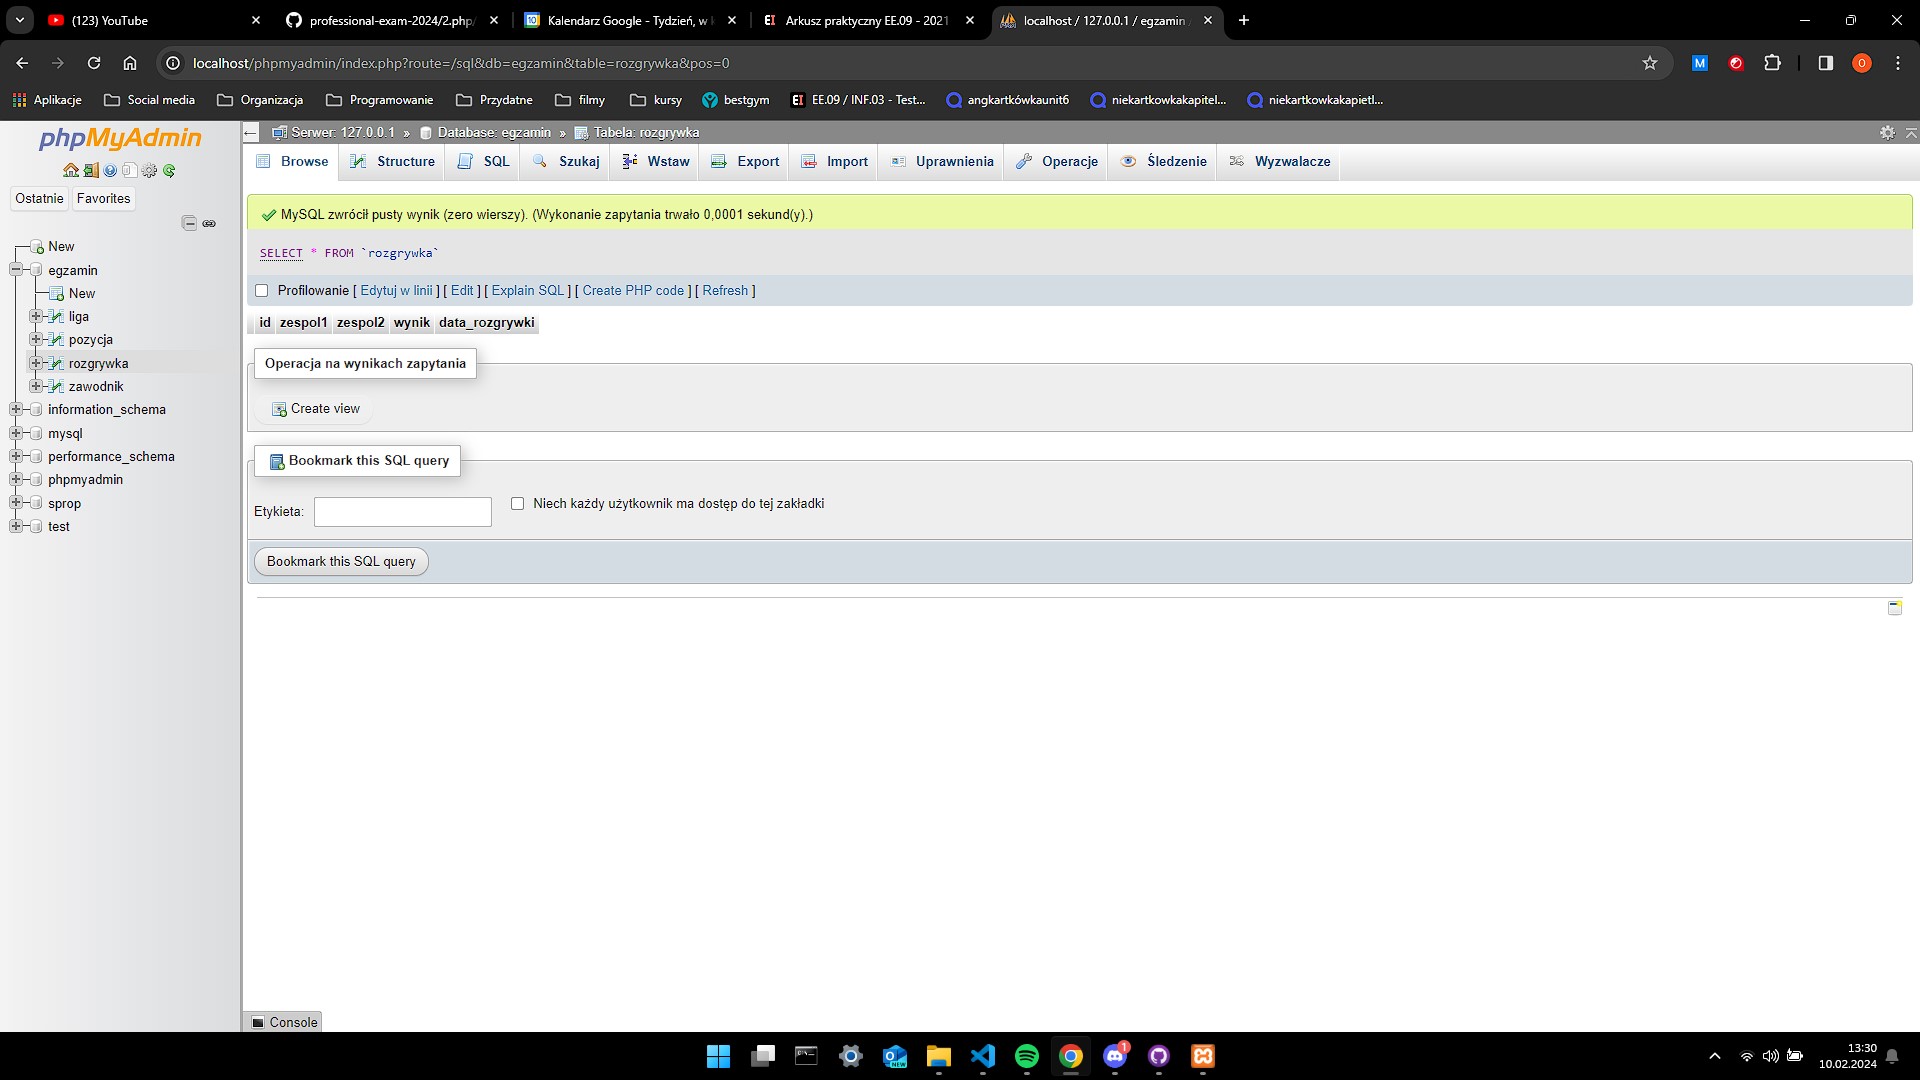 (123) YouTube
professional-exam-2024/2.php
Kalendarz Google - Tydzień, w
Arkusz praktyczny EE.09 - 2021
localhost / 127.0.0.1 / egzamin
localhost/phpmyadmin/index.php?route=/sql&db=egzamin&table=rozgrywka&pos=0
Aplikacje
Social media
Organizacja
Programowanie
Przydatne
filmy
kursy
bestgym
EE.09 / INF.03 - Test...
angkartkówkaunit6
niekartkowkakapitel...
niekartkowkakapietl...
phpMyAdmin
Ostatnie
Favorites
New
egzamin
New
liga
pozycja
rozgrywka
zawodnik
information_schema
mysql
performance_schema
phpmyadmin
sprop
test
Serwer: 127.0.0.1 » Database: egzamin » Tabela: rozgrywka
Browse
Structure
SQL
Szukaj
Wstaw
Export
Import
Uprawnienia
Operacje
Śledzenie
Wyzwalacze
MySQL zwrócił pusty wynik (zero wierszy). (Wykonanie zapytania trwało 0,0001 sekund(y).)
SELECT * FROM `rozgrywka`
Profilowanie [ Edytuj w linii ] [ Edit ] [ Explain SQL ] [ Create PHP code ] [ Refresh ]
id zespol1 zespol2 wynik data_rozgrywki
Operacja na wynikach zapytania
Create view
Bookmark this SQL query
Etykieta:
Niech każdy użytkownik ma dostęp do tej zakładki
Bookmark this SQL query
Console
13:30
10.02.2024